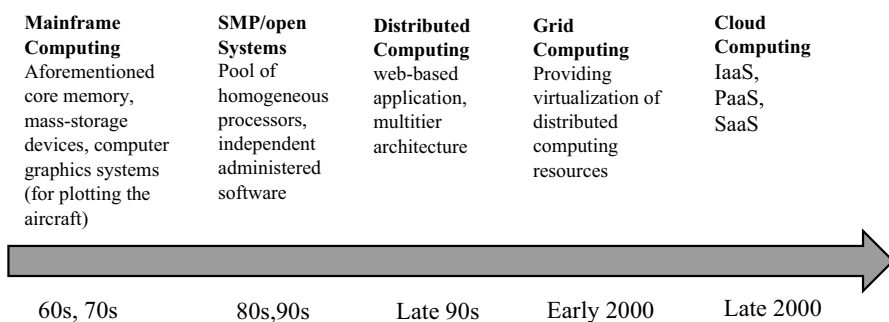 Mainframe
Computing
Aforementioned
core memory,
mass-storage
devices, computer
graphics systems
(for plotting the
aircraft)
SMP/open
Systems
Pool of
homogeneous
processors,
independent
administered
software
Distributed
Computing
web-based
application,
multitier
architecture
Grid
Computing
Providing
virtualization of
distributed
computing
resources
Cloud
Computing
IaaS,
PaaS,
SaaS
60s, 70s
80s,90s
Late 90s
Early 2000
Late 2000